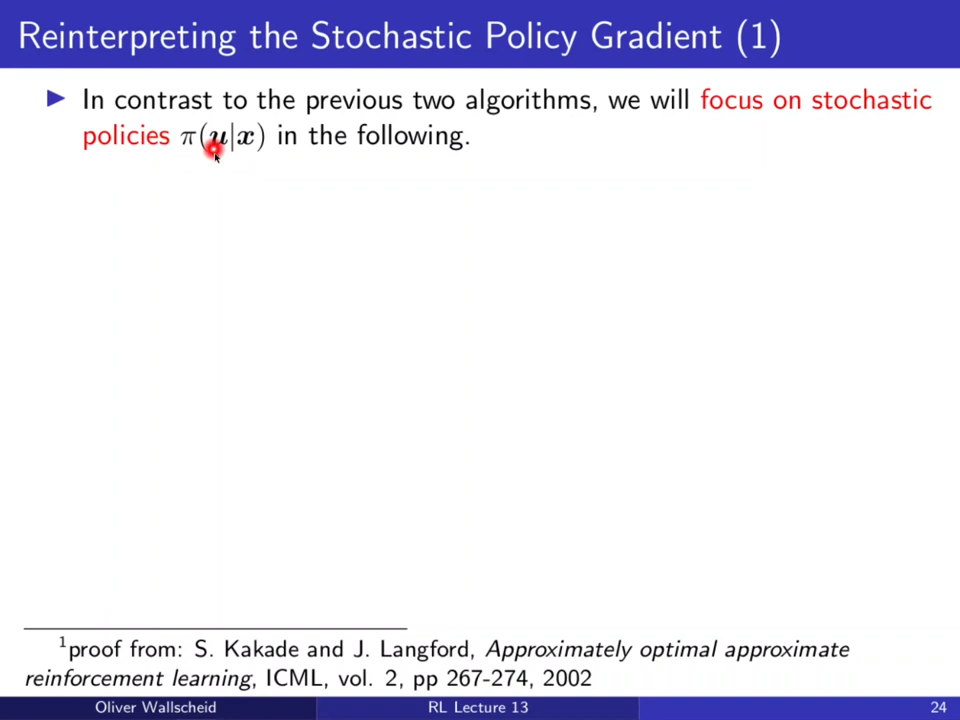 Reinterpreting the Stochastic Policy Gradient (1)
▶ In contrast to the previous two algorithms, we will focus on stochastic
policies π(u|x) in the following.
¹proof from: S. Kakade and J. Langford, Approximately optimal approximate
reinforcement learning, ICML, vol. 2, pp 267-274, 2002
Oliver Wallscheid RL Lecture 13 24